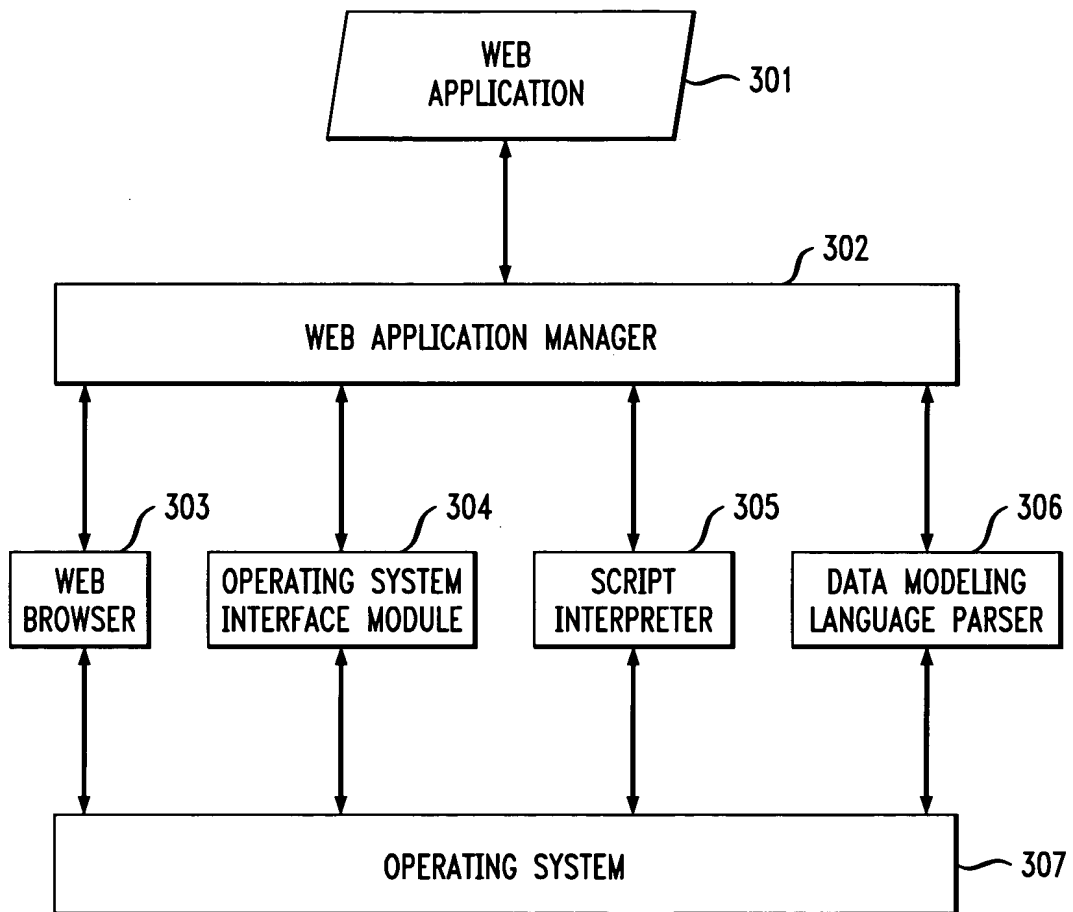 WEB
APPLICATION
301
302
WEB APPLICATION MANAGER
303
304
305
306
WEB
BROWSER
OPERATING SYSTEM
INTERFACE MODULE
SCRIPT
INTERPRETER
DATA MODELING
LANGUAGE PARSER
OPERATING SYSTEM
307